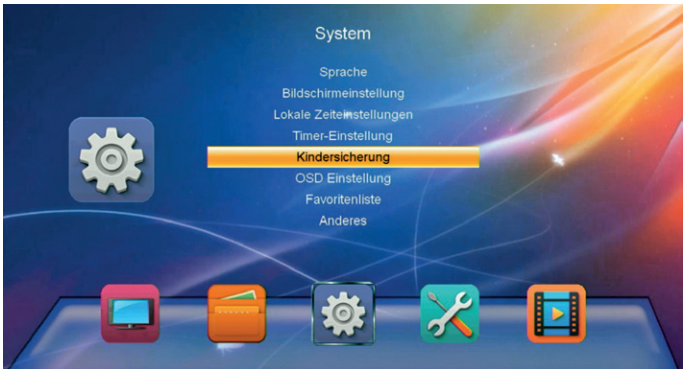 System
Sprache
Bildschirmeinstellung
Lokale Zeiteinstellungen
Timer-Einstellung
Kindersicherung
OSD Einstellung
Favoritenliste
Anderes